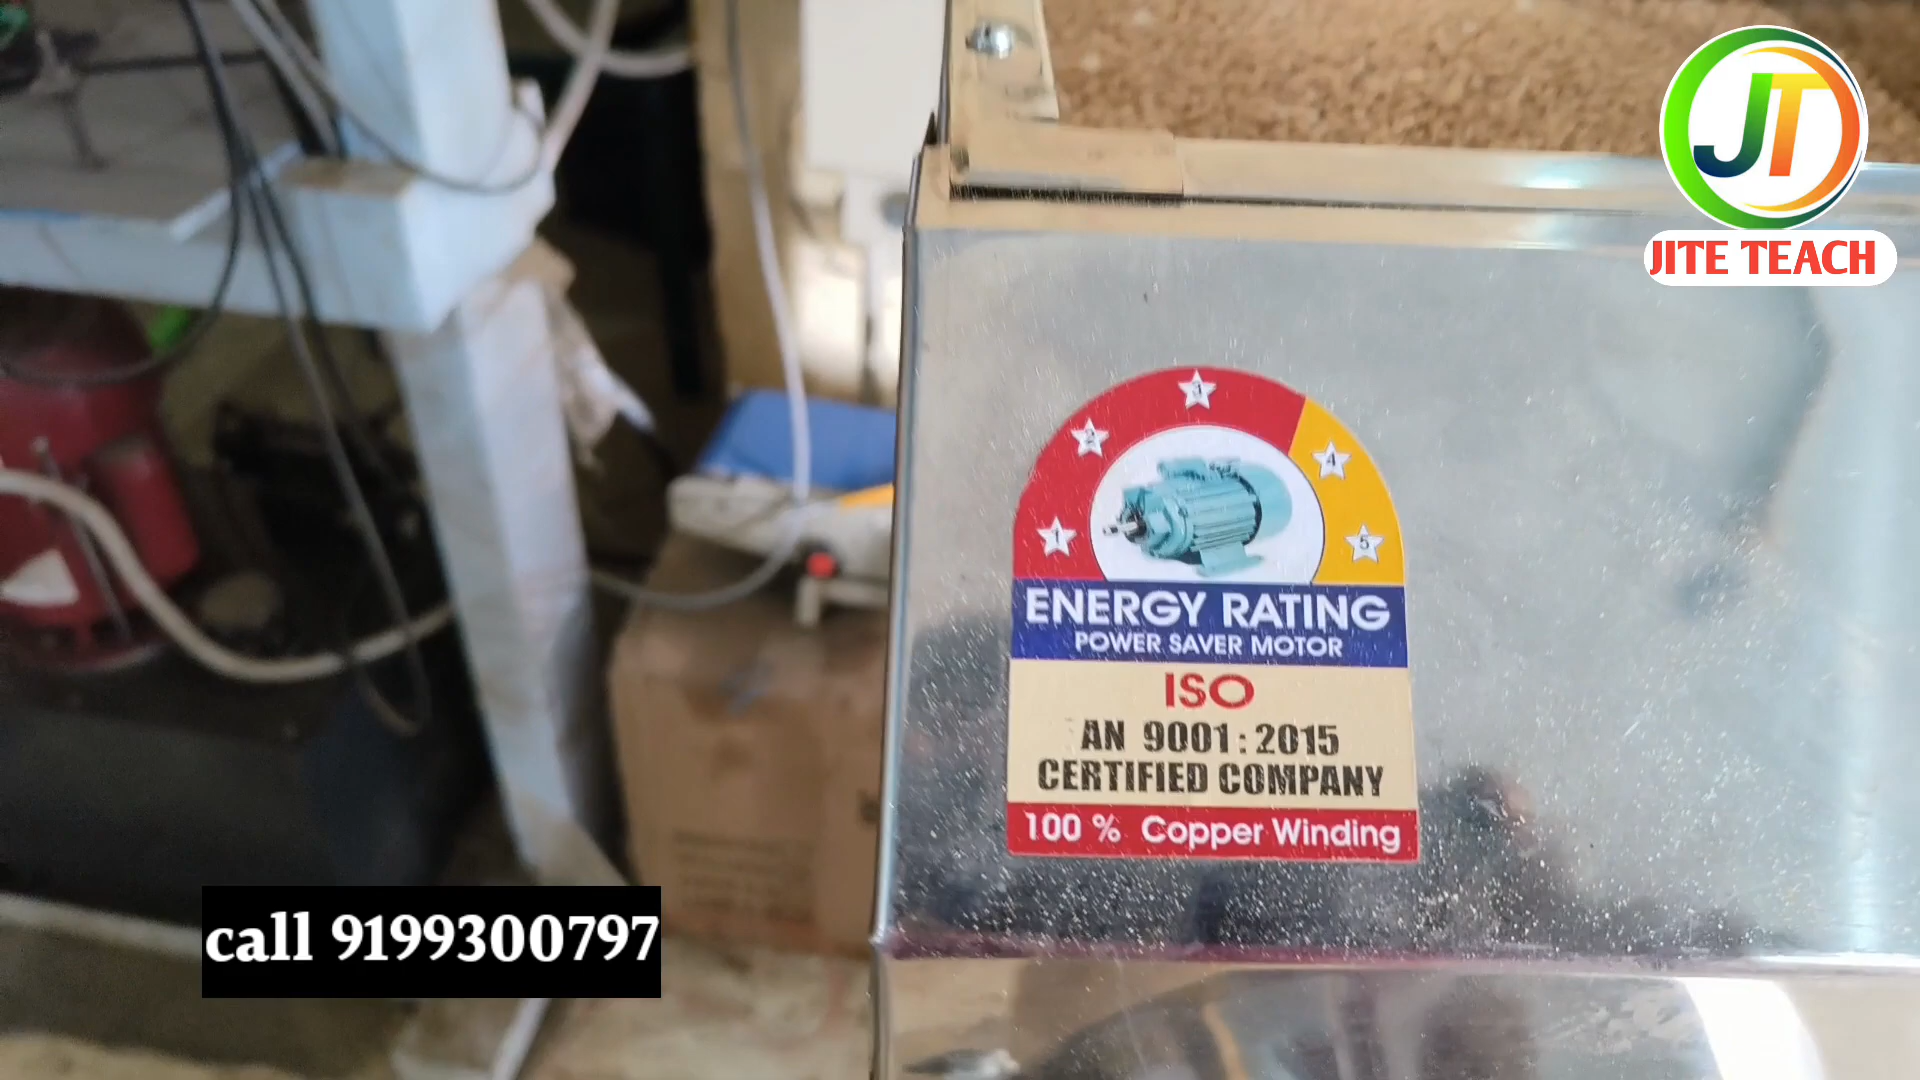 JT
JITE TEACH
1
2
3
4
5
ENERGY RATING
POWER SAVER MOTOR
ISO
AN 9001 : 2015
CERTIFIED COMPANY
100 % Copper Winding
call 9199300797